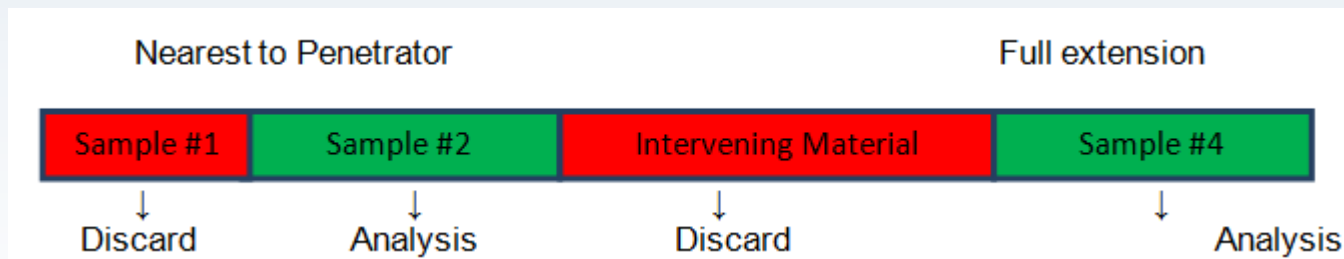 Nearest to Penetrator Full extension
Sample #1 Sample #2 Intervening Material Sample #4
↓ ↓ ↓ ↓
Discard Analysis Discard Analysis